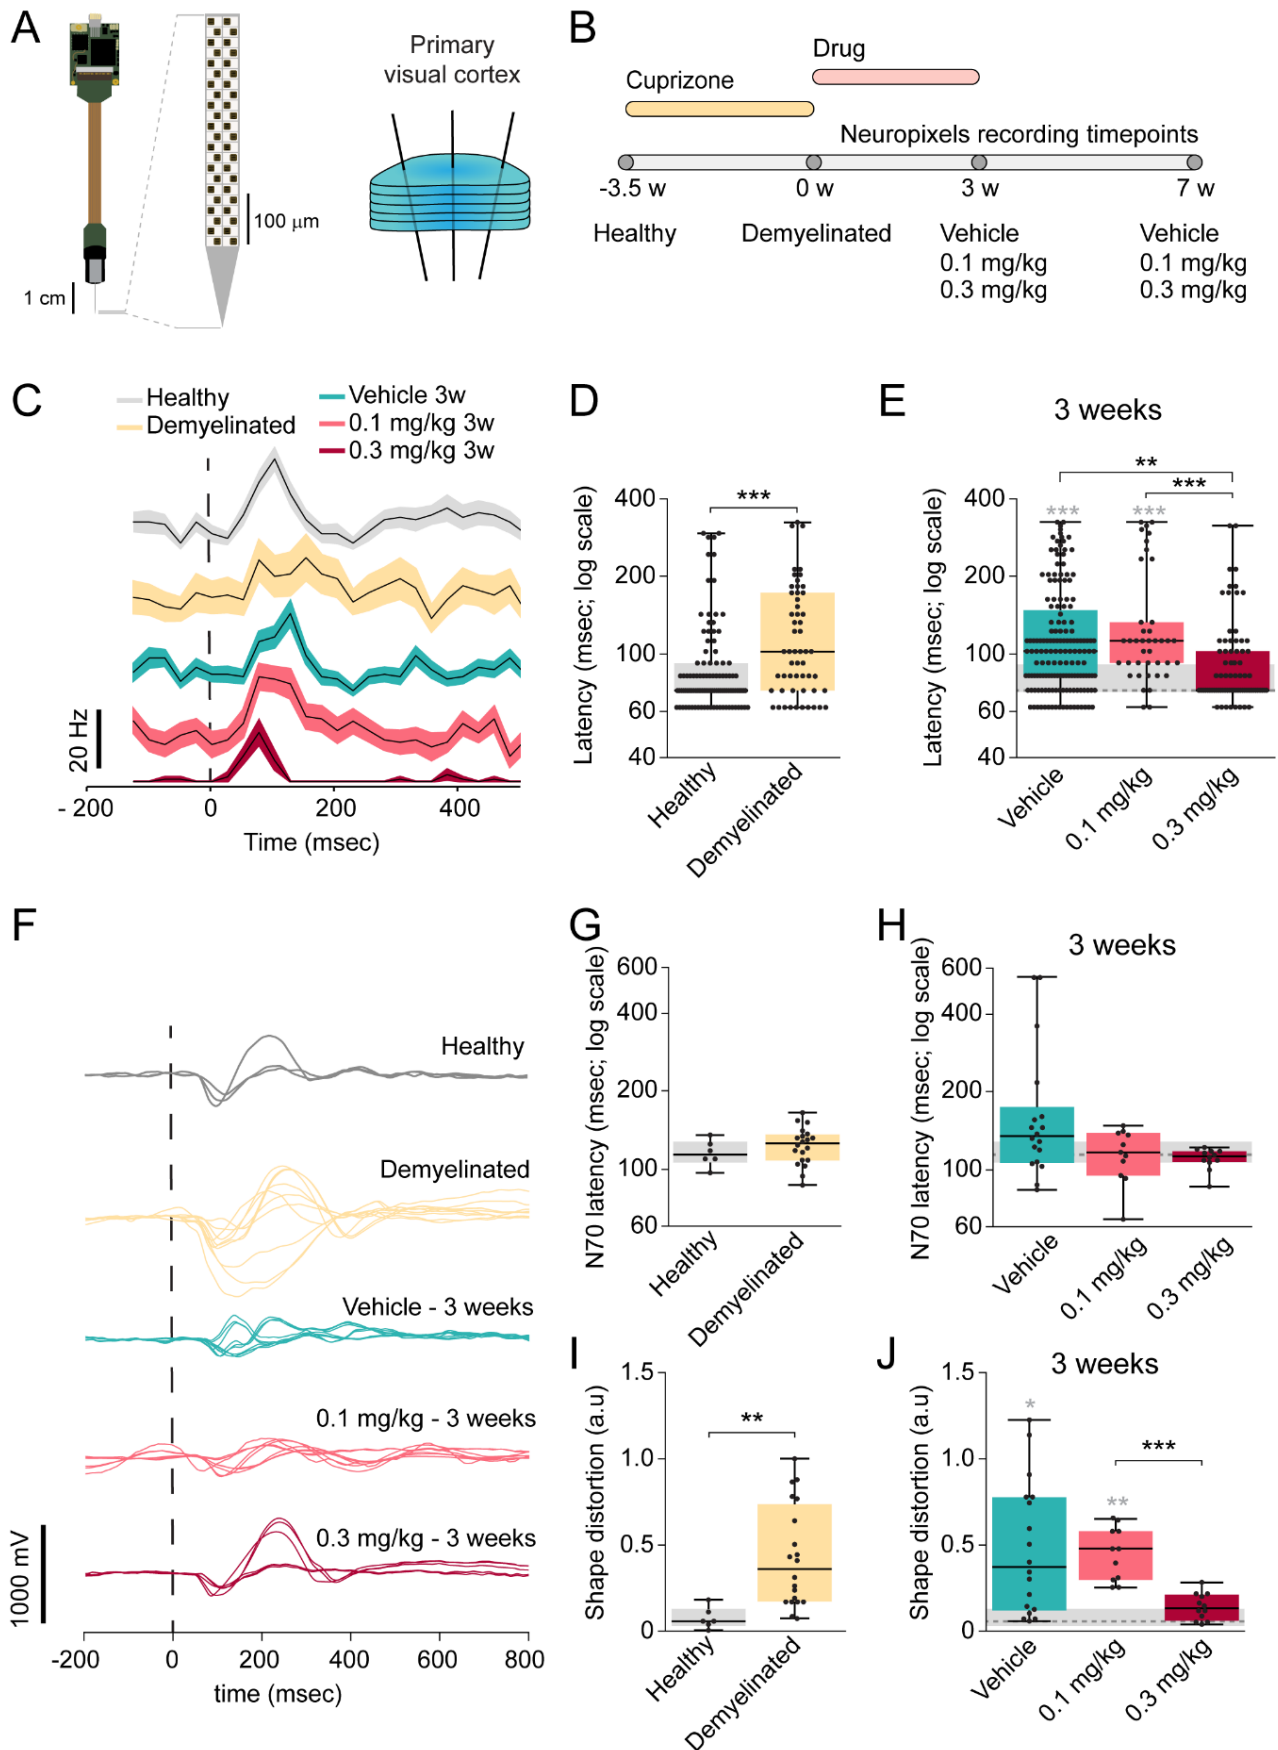 A
Primary
visual cortex
100 µm
1 cm
B
Drug
Cuprizone
Neuropixels recording timepoints
-3.5 w
0 w
3 w
7 w
Healthy
Demyelinated
Vehicle
0.1 mg/kg
0.3 mg/kg
Vehicle
0.1 mg/kg
0.3 mg/kg
C
Healthy
Demyelinated
Vehicle 3w
0.1 mg/kg 3w
0.3 mg/kg 3w
20 Hz
- 200
0
200
400
Time (msec)
D
Latency (msec; log scale)
400
200
100
60
40
***
Healthy
Demyelinated
E
3 weeks
Latency (msec; log scale)
400
200
100
60
40
**
***
***
***
Vehicle
0.1 mg/kg
0.3 mg/kg
F
Healthy
Demyelinated
Vehicle - 3 weeks
0.1 mg/kg - 3 weeks
0.3 mg/kg - 3 weeks
1000 mV
-200
0
200
400
600
800
time (msec)
G
N70 latency (msec; log scale)
600
400
200
100
60
Healthy
Demyelinated
H
3 weeks
N70 latency (msec; log scale)
600
400
200
100
60
Vehicle
0.1 mg/kg
0.3 mg/kg
I
Shape distortion (a.u)
1.5
1.0
0.5
0
**
Healthy
Demyelinated
J
3 weeks
Shape distortion (a.u)
1.5
1.0
0.5
0
*
**
***
Vehicle
0.1 mg/kg
0.3 mg/kg